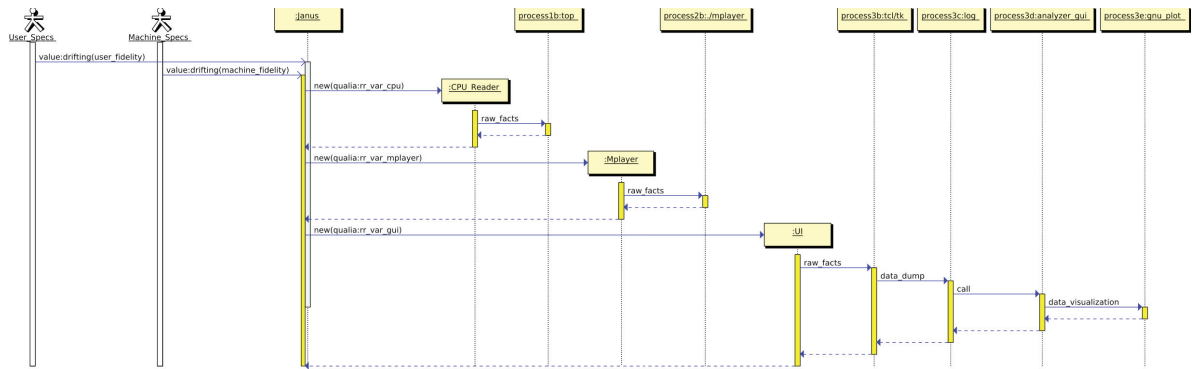 User_Specs
Machine_Specs
:Janus
process1b:top
process2b:./mplayer
process3b:tcl/tk
process3c:log
process3d:analyzer_gui
process3e:gnu_plot
value:drifting(user_fidelity)
value:drifting(machine_fidelity)
new(qualia:rr_var_cpu)
:CPU_Reader
raw_facts
new(qualia:rr_var_mplayer)
:Mplayer
raw_facts
new(qualia:rr_var_gui)
:UI
raw_facts
data_dump
call
data_visualization